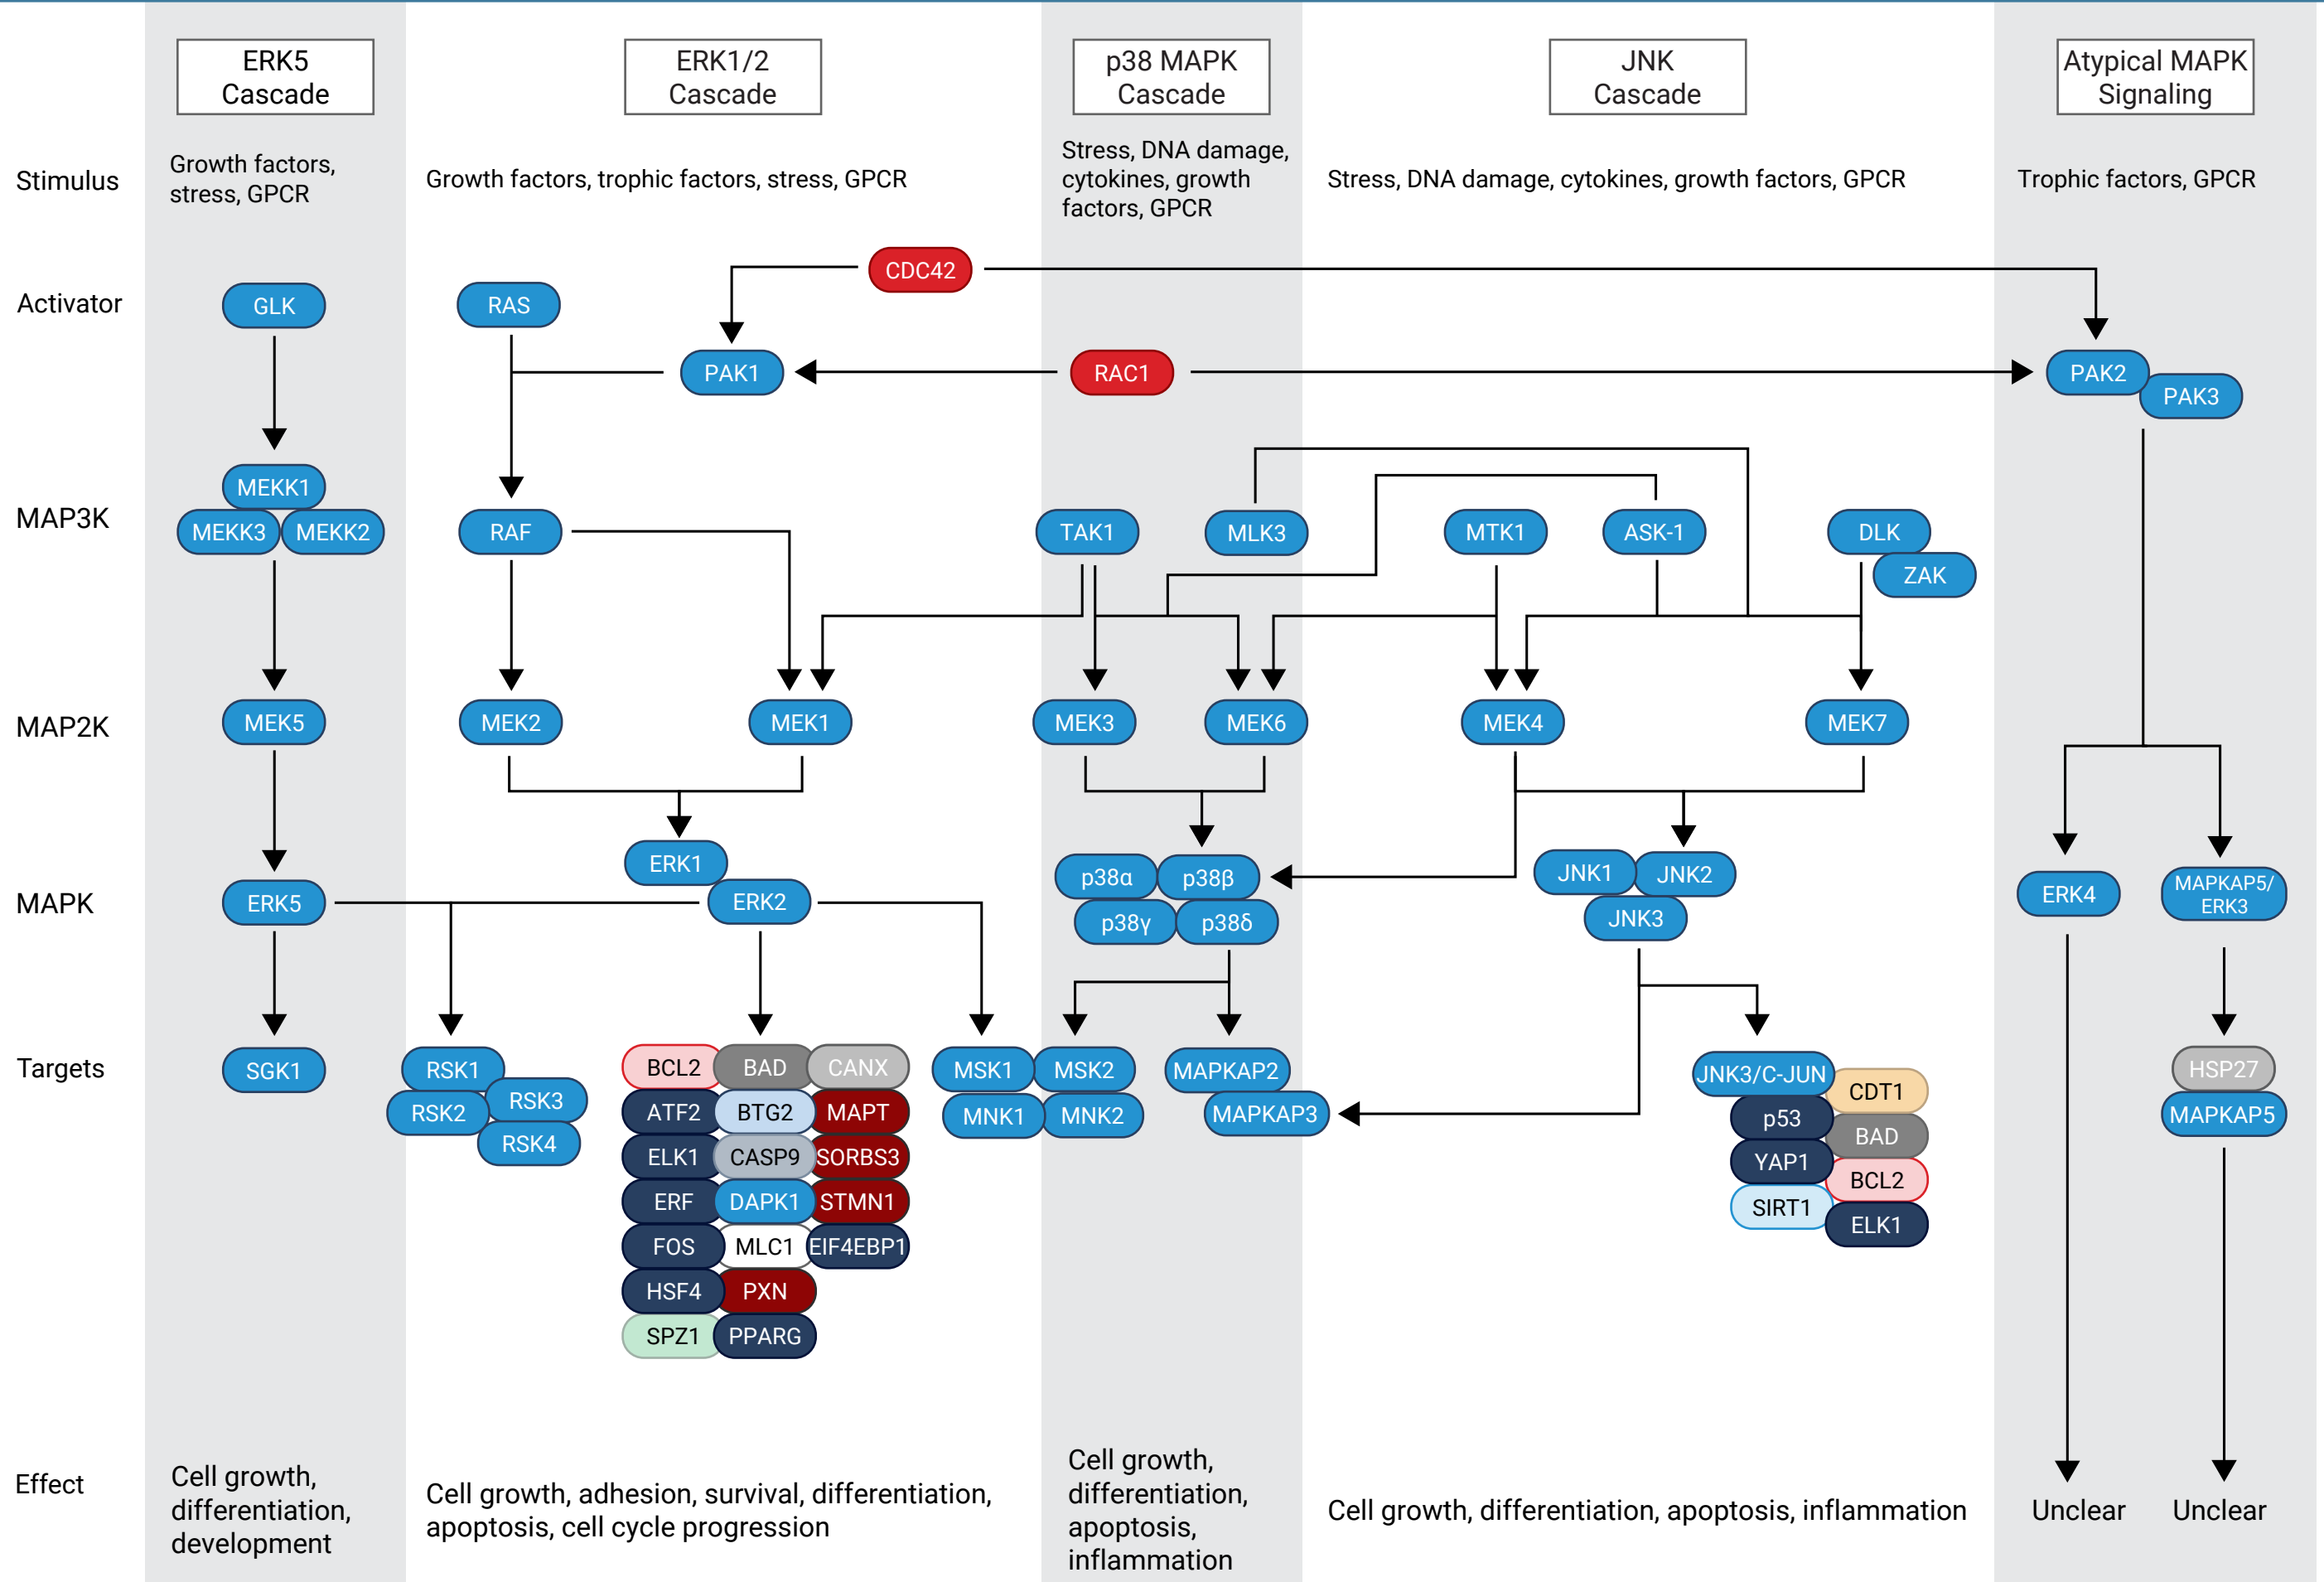 ERK5
Cascade
ERK1/2
Cascade
p38 MAPK
Cascade
JNK
Cascade
Atypical MAPK
Signaling
Stimulus
Growth factors,
stress, GPCR
Growth factors, trophic factors, stress, GPCR
Stress, DNA damage,
cytokines, growth
factors, GPCR
Stress, DNA damage, cytokines, growth factors, GPCR
Trophic factors, GPCR
Activator
GLK
RAS
CDC42
PAK1
RAC1
PAK2
PAK3
MAP3K
MEKK1
MEKK3
MEKK2
RAF
TAK1
MLK3
MTK1
ASK-1
DLK
ZAK
MAP2K
MEK5
MEK2
MEK1
MEK3
MEK6
MEK4
MEK7
MAPK
ERK5
ERK1
ERK2
p38α
p38β
p38γ
p38δ
JNK1
JNK2
JNK3
ERK4
MAPKAP5/
ERK3
Targets
SGK1
RSK1
RSK2
RSK3
RSK4
BCL2
BAD
CANX
ATF2
BTG2
MAPT
ELK1
CASP9
SORBS3
ERF
DAPK1
STMN1
FOS
MLC1
EIF4EBP1
HSF4
PXN
SPZ1
PPARG
MSK1
MSK2
MNK1
MNK2
MAPKAP2
MAPKAP3
JNK3/C-JUN
CDT1
p53
BAD
YAP1
BCL2
SIRT1
ELK1
HSP27
MAPKAP5
Effect
Cell growth,
differentiation,
development
Cell growth, adhesion, survival, differentiation,
apoptosis, cell cycle progression
Cell growth,
differentiation,
apoptosis,
inflammation
Cell growth, differentiation, apoptosis, inflammation
Unclear
Unclear